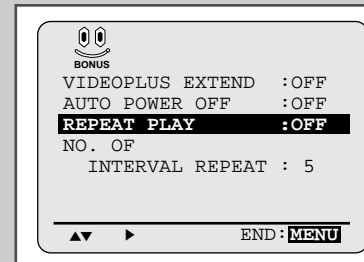 BONUS
VIDEOPLUS EXTEND :OFF
AUTO POWER OFF :OFF
REPEAT PLAY :OFF
NO. OF
INTERVAL REPEAT : 5
▲▼ ▶ END:MENU